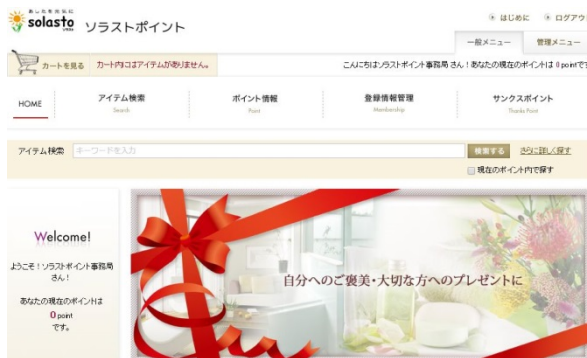 solasto ソラストポイント
はじめに ログアウ
一般メニュー 管理メニュー
カートを見る カート内にはアイテムがありません。 こんにちはソラストポイント事務局 さん！あなたの現在のポイントは 0 pointで
HOME アイテム検索 ポイント情報 登録情報管理 サンクスポイント
Search Point Membership Thanks Point
アイテム検索 キーワードを入力 検索する さらに詳しく探す
現在のポイント内で探す
Welcome!
ようこそ！ソラストポイント事務局
さん！
あなたの現在のポイントは
0 point
です。
自分へのご褒美・大切な方へのプレゼントに